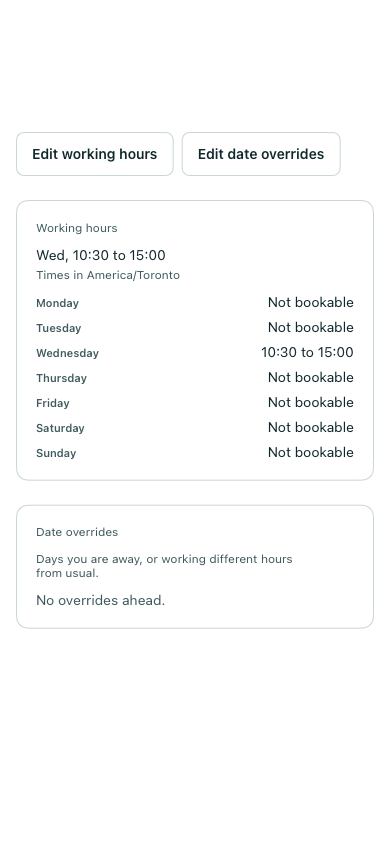 Edit working hours
Edit date overrides
Working hours
Wed, 10:30 to 15:00
Times in America/Toronto
Monday Not bookable
Tuesday Not bookable
Wednesday 10:30 to 15:00
Thursday Not bookable
Friday Not bookable
Saturday Not bookable
Sunday Not bookable
Date overrides
Days you are away, or working different hours
from usual.
No overrides ahead.